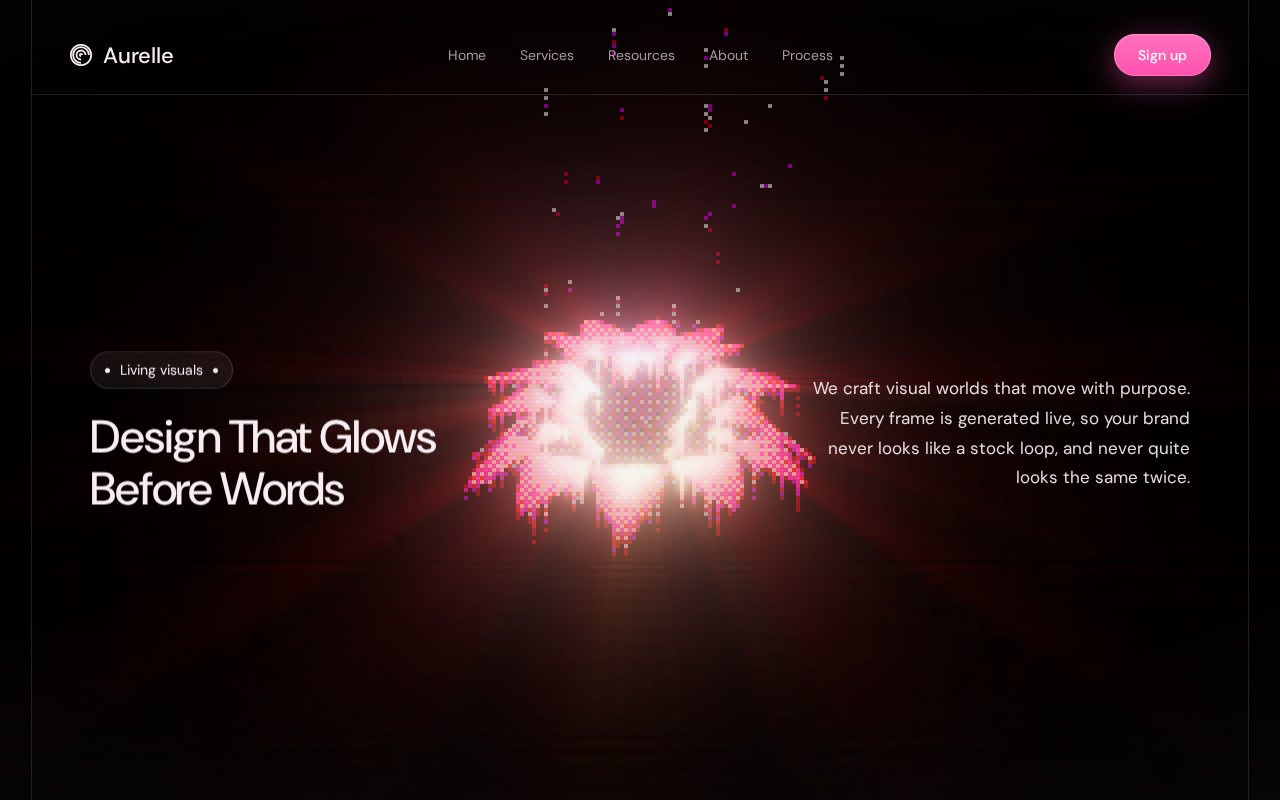 Aurelle
Home Services Resources About Process
Sign up
Living visuals
Design That Glows
Before Words
We craft visual worlds that move with purpose.
Every frame is generated live, so your brand
never looks like a stock loop, and never quite
looks the same twice.